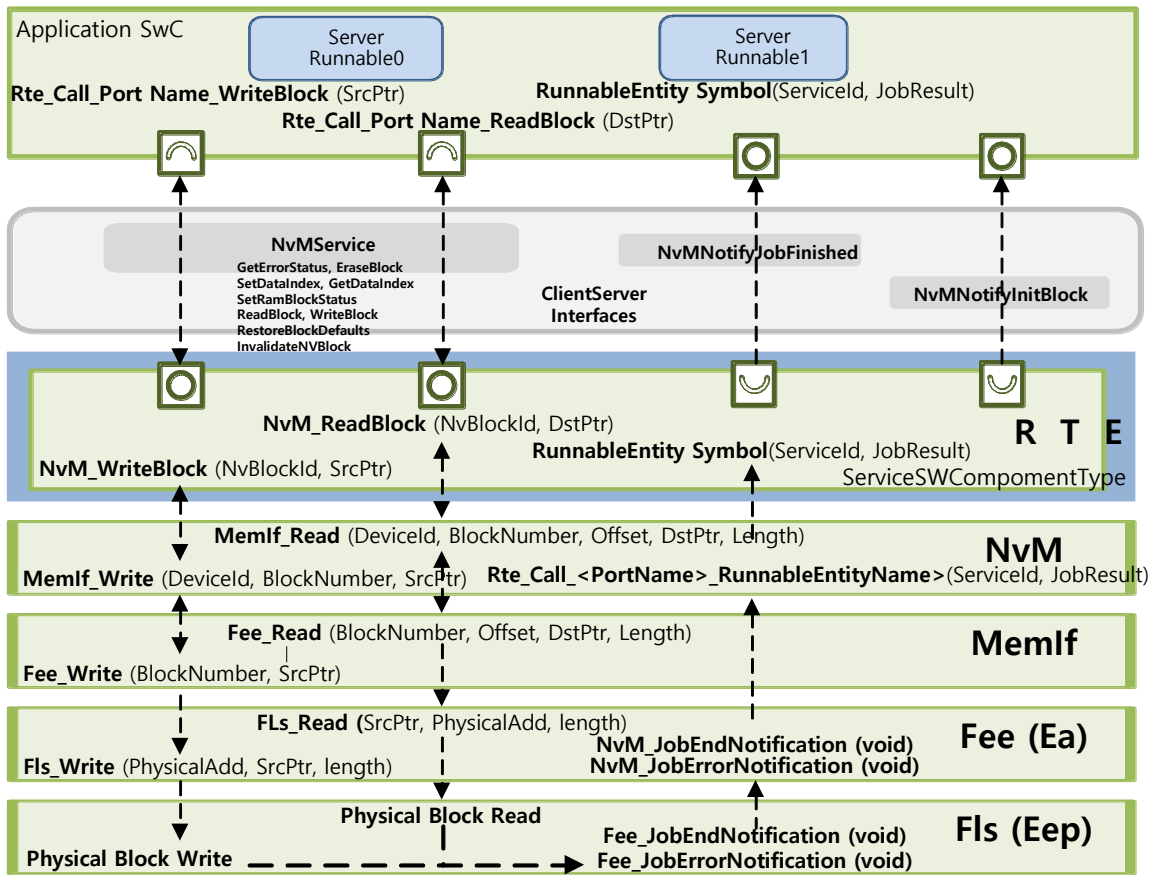 Application SwC
Server
Runnable0
Server
Runnable1
Rte_Call_Port Name_WriteBlock (SrcPtr)
RunnableEntity Symbol(ServiceId, JobResult)
Rte_Call_Port Name_ReadBlock (DstPtr)
NvMService
GetErrorStatus, EraseBlock
SetDataIndex, GetDataIndex
SetRamBlockStatus
ReadBlock, WriteBlock
RestoreBlockDefaults
InvalidateNVBlock
ClientServer
Interfaces
NvMNotifyJobFinished
NvMNotifyInitBlock
NvM_ReadBlock (NvBlockId, DstPtr)
R T E
RunnableEntity Symbol(ServiceId, JobResult)
NvM_WriteBlock (NvBlockId, SrcPtr)
ServiceSWCompomentType
MemIf_Read (DeviceId, BlockNumber, Offset, DstPtr, Length)
NvM
MemIf_Write (DeviceId, BlockNumber, SrcPtr)
Rte_Call_<PortName>_RunnableEntityName>(ServiceId, JobResult)
Fee_Read (BlockNumber, Offset, DstPtr, Length)
MemIf
Fee_Write (BlockNumber, SrcPtr)
FLs_Read (SrcPtr, PhysicalAdd, length)
Fee (Ea)
NvM_JobEndNotification (void)
NvM_JobErrorNotification (void)
Fls_Write (PhysicalAdd, SrcPtr, length)
Physical Block Read
Fls (Eep)
Fee_JobEndNotification (void)
Fee_JobErrorNotification (void)
Physical Block Write